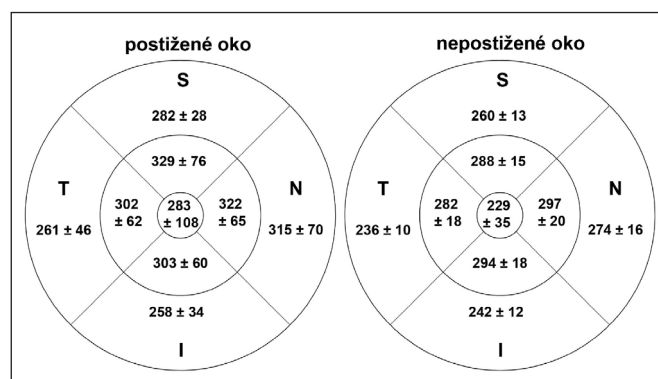 postižené oko
S
282 ± 28
329 ± 76
T
302
± 62
283
± 108
322
± 65
N
261 ± 46
315 ± 70
303 ± 60
258 ± 34
I
nepostižené oko
S
260 ± 13
288 ± 15
T
282
± 18
229
± 35
297
± 20
N
236 ± 10
274 ± 16
294 ± 18
242 ± 12
I